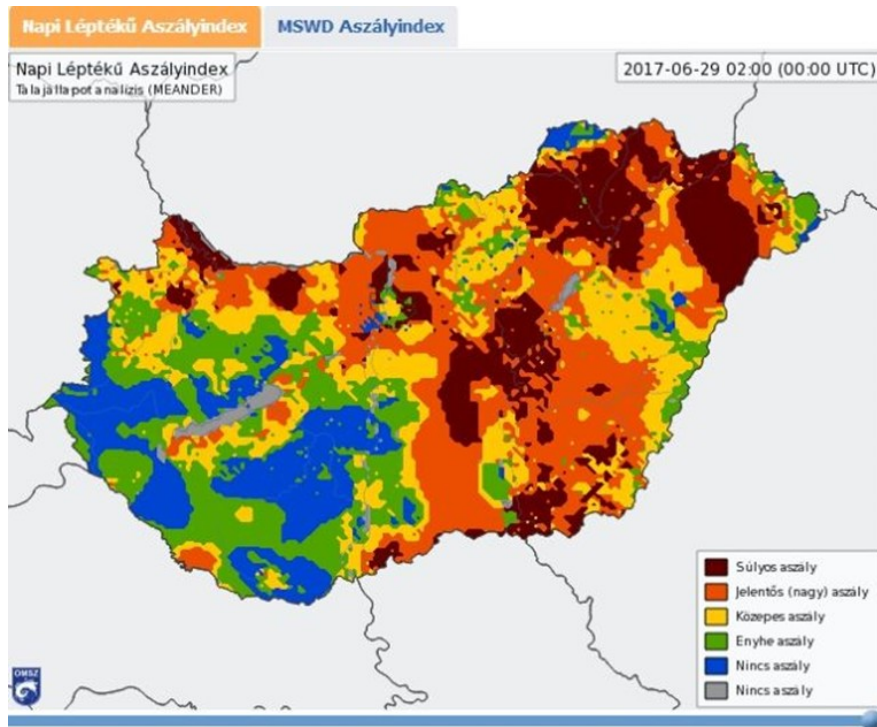 Napi Léptékű Aszályindex
MSWD Aszályindex
Napi Léptékű Aszályindex
Talajállapot analízis (MEANDER)
2017-06-29 02:00 (00:00 UTC)
Súlyos aszály
Jelentős (nagy) aszály
Közepes aszály
Enyhe aszály
Nincs aszály
Nincs aszály
OMSZ